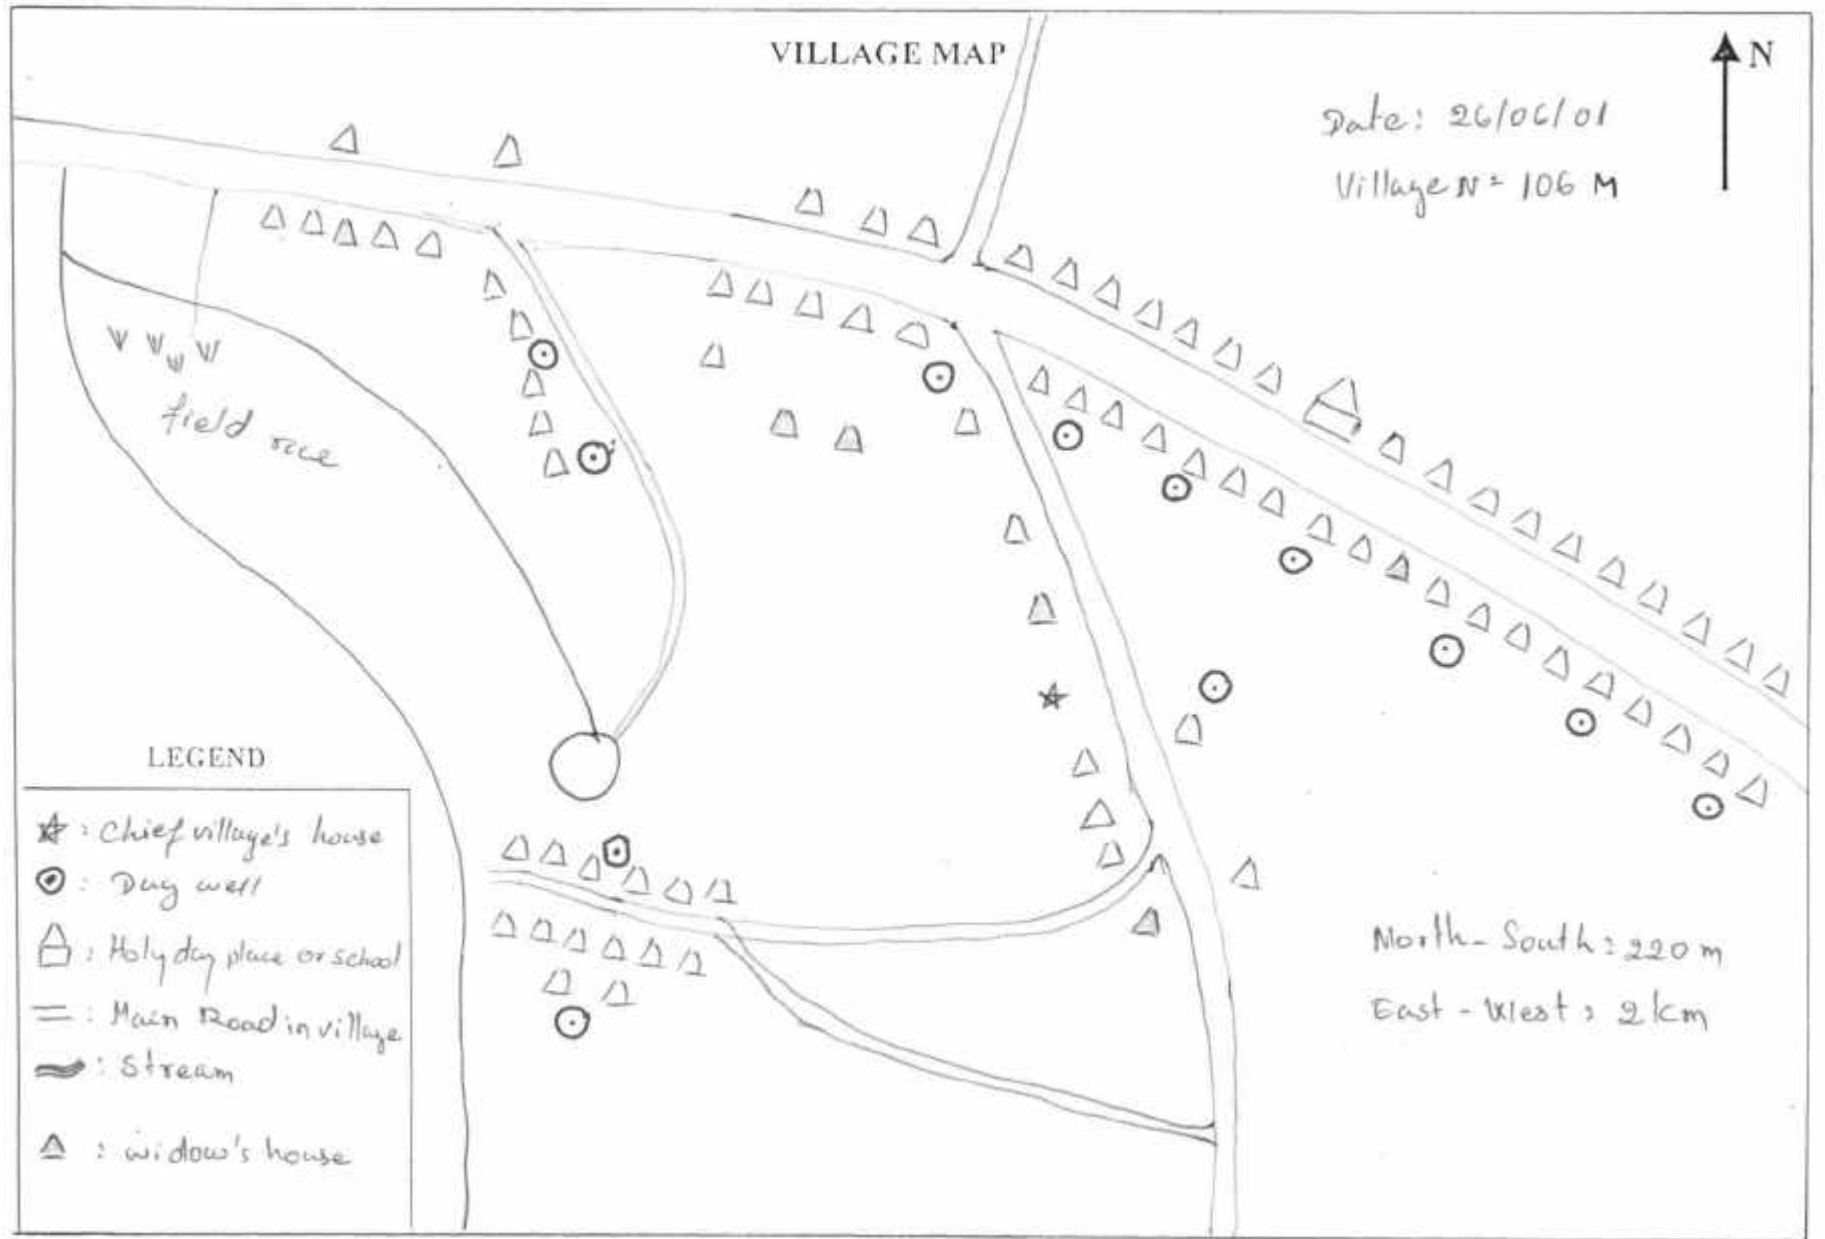 VILLAGE MAP
N
Date: 26/06/01
Village N= 106 M
field rice
LEGEND
: Chief village's house
: Dug well
: Holy day place or school
: Main Road in village
: Stream
: widow's house
North-South: 220 m
East-West: 2 km